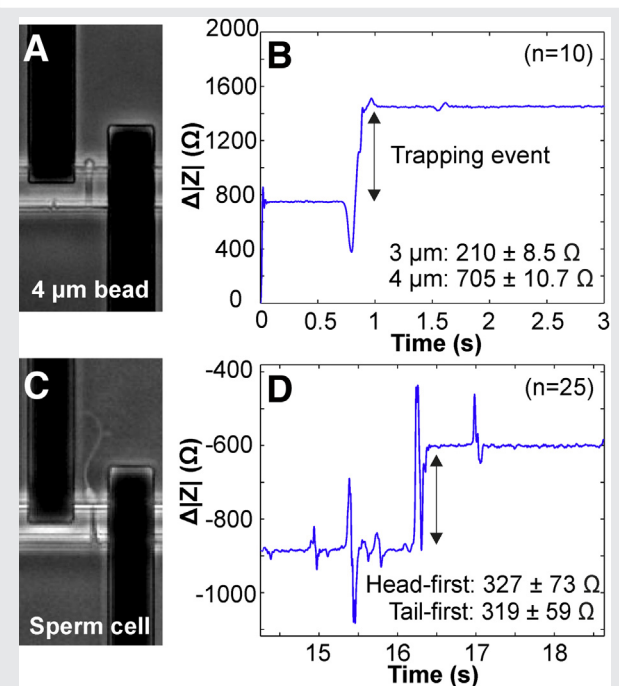 A
4 µm bead
B
(n=10)
Δ|Z| (Ω)
2000
1600
1200
800
400
0
Trapping event
3 µm: 210 ± 8.5 Ω
4 µm: 705 ± 10.7 Ω
0 0.5 1 1.5 2 2.5 3
Time (s)
C
Sperm cell
D
(n=25)
Δ|Z| (Ω)
-400
-600
-800
-1000
Head-first: 327 ± 73 Ω
Tail-first: 319 ± 59 Ω
15 16 17 18
Time (s)